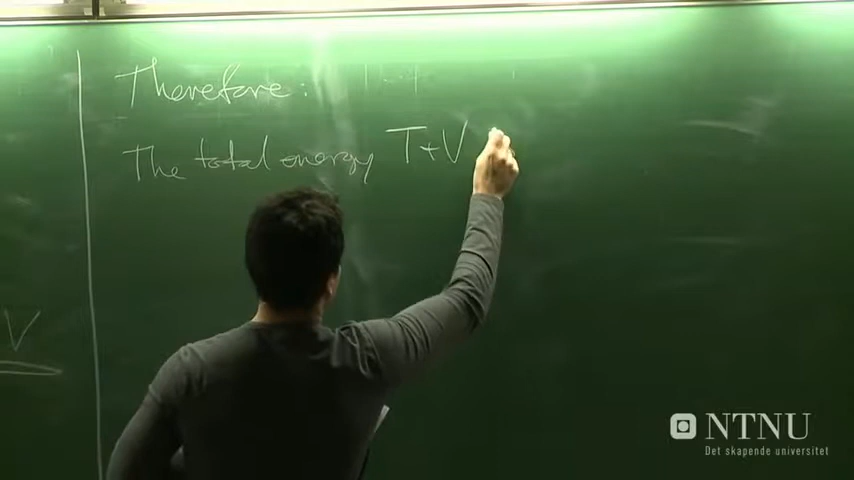 Therefore:
The total energy T+V
V
NTNU
Det skapende universitet